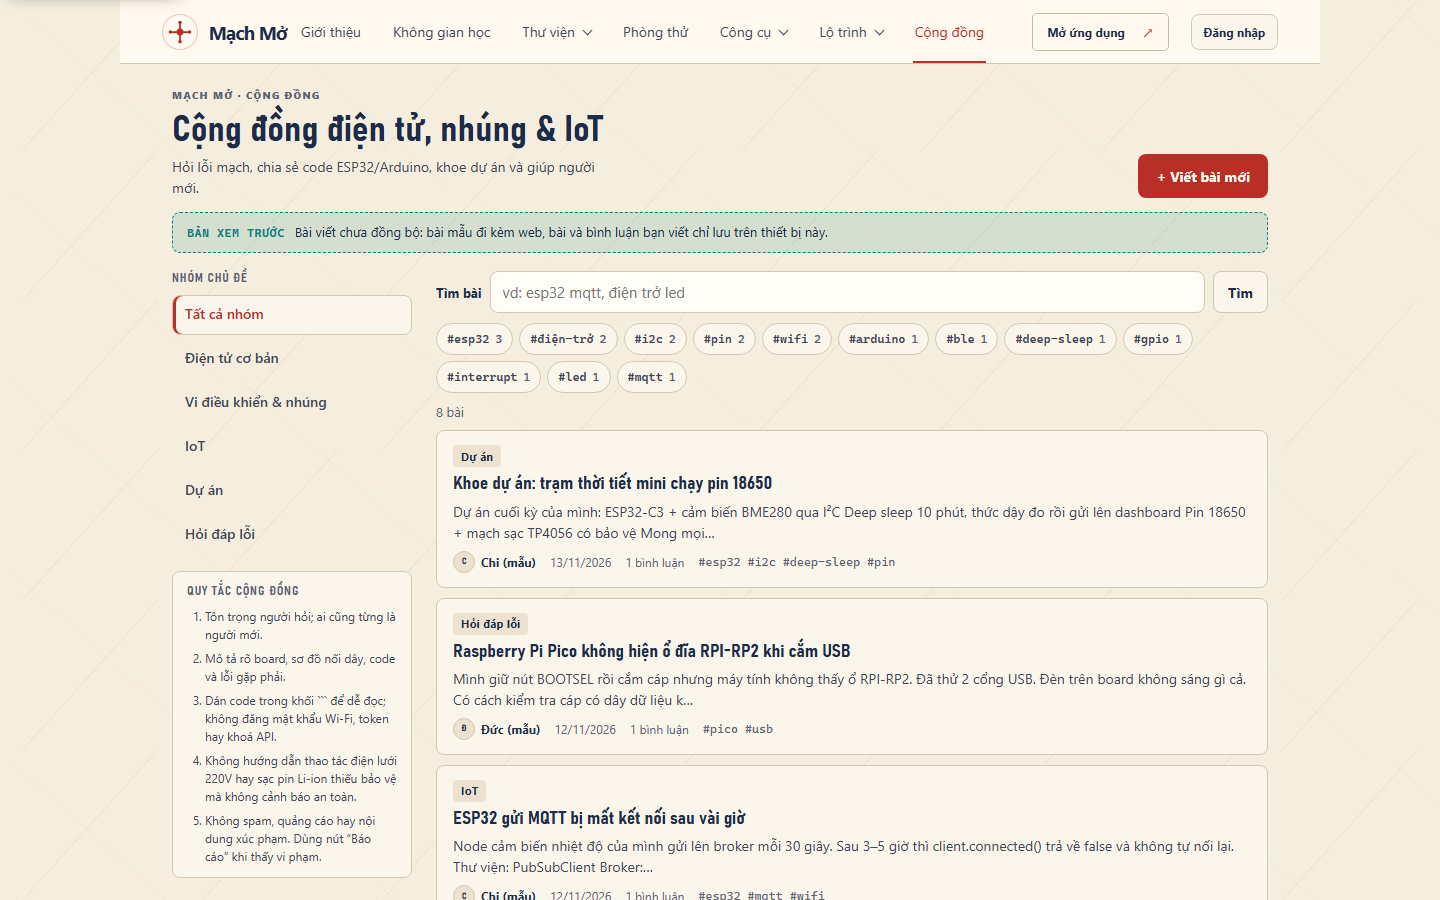 Mạch Mở
Giới thiệu
Không gian học
Thư viện
Phòng thử
Công cụ
Lộ trình
Cộng đồng
Mở ứng dụng ↗
Đăng nhập
MẠCH MỞ · CỘNG ĐỒNG
Cộng đồng điện tử, nhúng & IoT
Hỏi lỗi mạch, chia sẻ code ESP32/Arduino, khoe dự án và giúp người
mới.
+ Viết bài mới
BẢN XEM TRƯỚC Bài viết chưa đồng bộ: bài mẫu đi kèm web, bài và bình luận bạn viết chỉ lưu trên thiết bị này.
NHÓM CHỦ ĐỀ
Tất cả nhóm
Điện tử cơ bản
Vi điều khiển & nhúng
IoT
Dự án
Hỏi đáp lỗi
QUY TẮC CỘNG ĐỒNG
1. Tôn trọng người hỏi; ai cũng từng là
người mới.
2. Mô tả rõ board, sơ đồ nối dây, code
và lỗi gặp phải.
3. Dán code trong khối ``` để dễ đọc;
không đăng mật khẩu Wi-Fi, token
hay khoá API.
4. Không hướng dẫn thao tác điện lưới
220V hay sạc pin Li-ion thiếu bảo vệ
mà không cảnh báo an toàn.
5. Không spam, quảng cáo hay nội
dung xúc phạm. Dùng nút “Báo
cáo” khi thấy vi phạm.
Tìm bài
vd: esp32 mqtt, điện trở led
Tìm
#esp32 3 #điện-trở 2 #i2c 2 #pin 2 #wifi 2 #arduino 1 #ble 1 #deep-sleep 1 #gpio 1
#interrupt 1 #led 1 #mqtt 1
8 bài
Dự án
Khoe dự án: trạm thời tiết mini chạy pin 18650
Dự án cuối kỳ của mình: ESP32-C3 + cảm biến BME280 qua I²C Deep sleep 10 phút, thức dậy đo rồi gửi lên dashboard Pin 18650
+ mạch sạc TP4056 có bảo vệ Mong mọi…
C Chi (mẫu) 13/11/2026 1 bình luận #esp32 #i2c #deep-sleep #pin
Hỏi đáp lỗi
Raspberry Pi Pico không hiện ổ đĩa RPI-RP2 khi cắm USB
Mình giữ nút BOOTSEL rồi cắm cáp nhưng máy tính không thấy ổ RPI-RP2. Đã thử 2 cổng USB. Đèn trên board không sáng gì cả.
Có cách kiểm tra cáp có dây dữ liệu k…
Đ Đức (mẫu) 12/11/2026 1 bình luận #pico #usb
IoT
ESP32 gửi MQTT bị mất kết nối sau vài giờ
Node cảm biến nhiệt độ của mình gửi lên broker mỗi 30 giây. Sau 3–5 giờ thì client.connected() trả về false và không tự nối lại.
Thư viện: PubSubClient Broker:…
C Chi (mẫu) 12/11/2026 1 bình luận #esp32 #mqtt #wifi